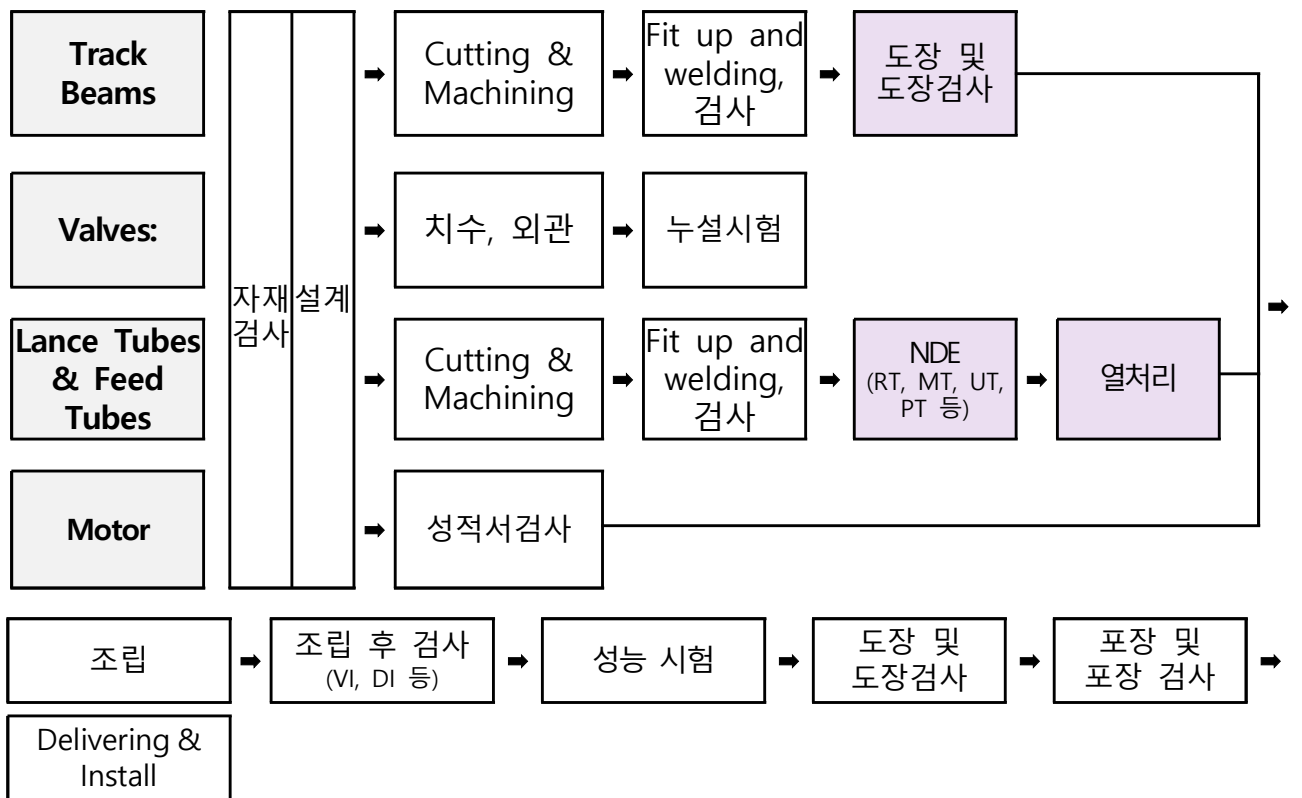 Track
Beams
Cutting &
Machining
Fit up and
welding,
검사
도장 및
도장검사
Valves:
치수, 외관
누설시험
자재
검사
설계
Lance Tubes
& Feed
Tubes
Cutting &
Machining
Fit up and
welding,
검사
NDE
(RT, MT, UT,
PT 등)
열처리
Motor
성적서검사
조립
조립 후 검사
(VI, DI 등)
성능 시험
도장 및
도장검사
포장 및
포장 검사
Delivering &
Install